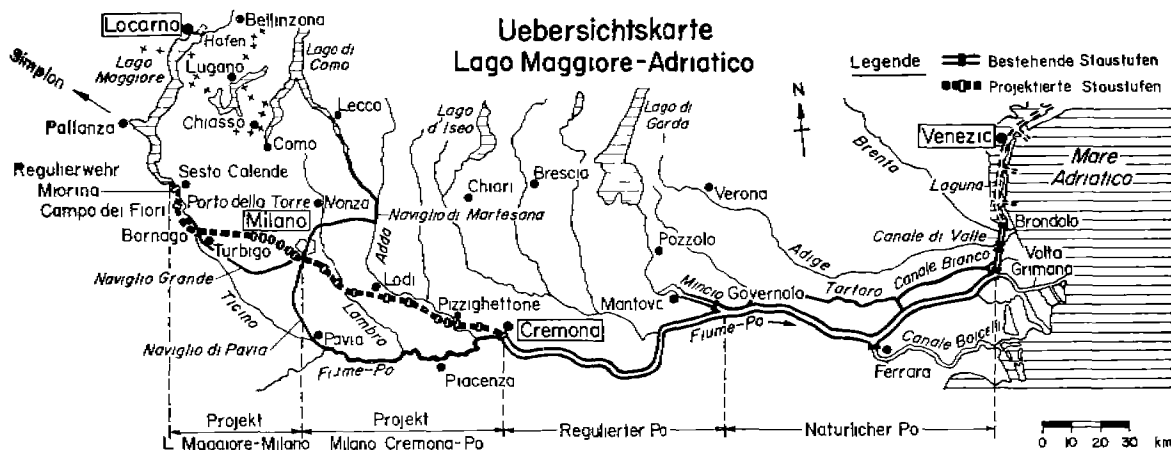 Uebersichtskarte
Lago Maggiore-Adriatico
Legende
Bestehende Staustufen
Projektierte Staustufen
N
Locarno
Bellinzona
Hafen
Lago
Maggiore
Lugano
Lago di
Como
Simplon
Pallanza
Chiasso
Como
Lecco
Lago
d'Iseo
Lago di
Garda
Brenta
Venezic
Mare
Adriatico
Laguna
Regulierwehr
Miorina
Sesto Calende
Campo dei Fiori
Porto della Torre
Milano
Monza
Chiari
Brescia
Verona
Naviglio di Martesana
Bornago
Turbigo
Adda
Pozzolo
Adige
Canale di Valle
Brondolo
Naviglio Grande
Ticino
Lodi
Pizzighettone
Mantova
Mincio
Governolo
Tartaro
Canale Bianco
Volta
Grimana
Lambro
Cremona
Fiume-Po
Naviglio di Pavia
Pavia
Fiume-Po
Piacenza
Ferrara
Canale Boicelli
Projekt
L Maggiore-Milano
Projekt
Milano Cremona-Po
Regulierter Po
Naturlicher Po
0 10 20 30 km